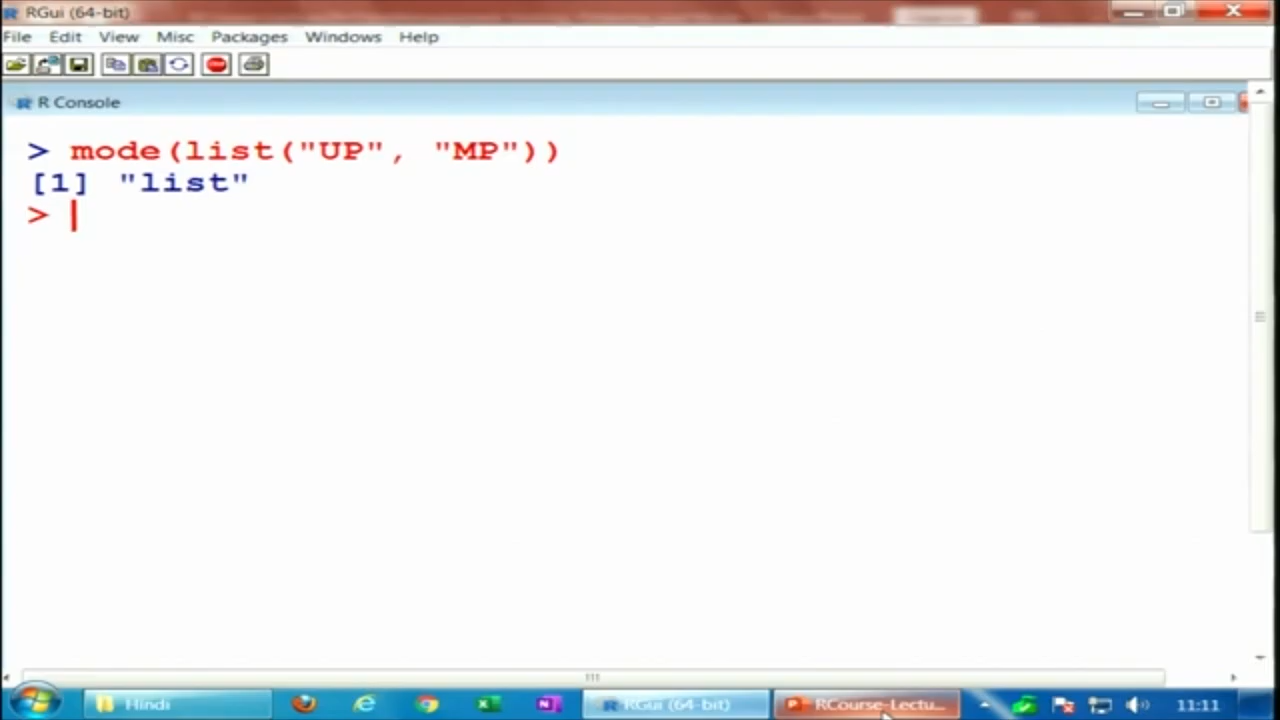 RGui (64-bit)
File Edit View Misc Packages Windows Help
R Console
> mode(list("UP", "MP"))
[1] "list"
>
Hindi RGui (64-bit) RCourse-Lectu... 11:11